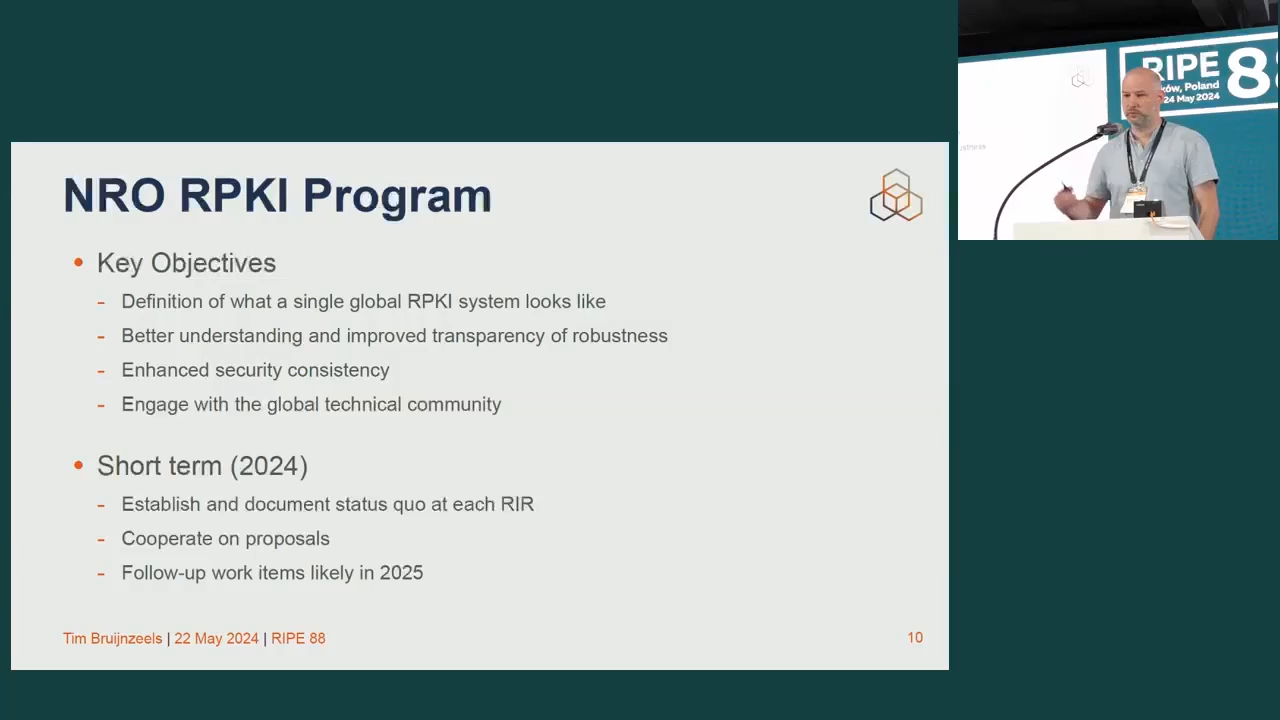 NRO RPKI Program
• Key Objectives
- Definition of what a single global RPKI system looks like
- Better understanding and improved transparency of robustness
- Enhanced security consistency
- Engage with the global technical community
• Short term (2024)
- Establish and document status quo at each RIR
- Cooperate on proposals
- Follow-up work items likely in 2025
Tim Bruijnzeels | 22 May 2024 | RIPE 88
10
RIPE 8
ków, Poland
24 May 2024